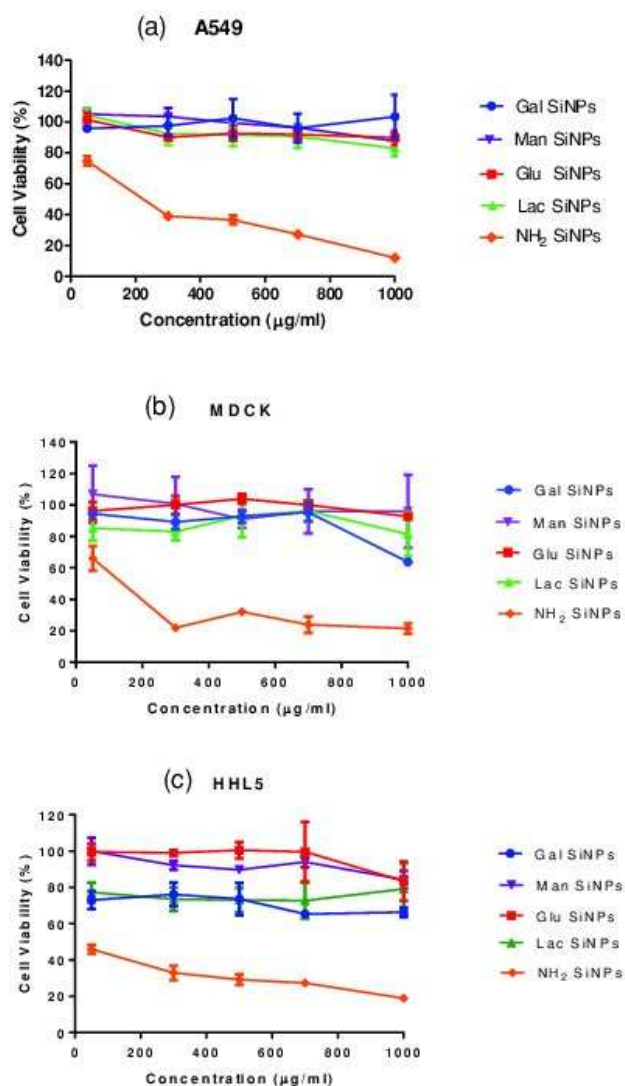 (a) A549
140
120
100
80
60
40
20
0
Cell Viability (%)
0 200 400 600 800 1000
Concentration (µg/ml)
Gal SiNPs
Man SiNPs
Glu SiNPs
Lac SiNPs
NH2 SiNPs
(b) MDCK
140
120
100
80
60
40
20
0
Cell Viability (%)
0 200 400 600 800 1000
Concentration (µg/ml)
Gal SiNPs
Man SiNPs
Glu SiNPs
Lac SiNPs
NH2 SiNPs
(c) HHL5
120
100
80
60
40
20
0
Cell Viability (%)
0 200 400 600 800 1000
Concentration (µg/ml)
Gal SiNPs
Man SiNPs
Glu SiNPs
Lac SiNPs
NH2 SiNPs